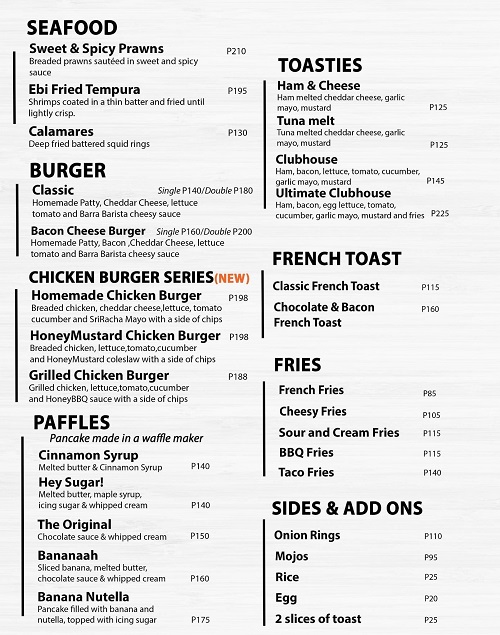 SEAFOOD
Sweet & Spicy Prawns P210
Breaded prawns sautéed in sweet and spicy
sauce
Ebi Fried Tempura P195
Shrimps coated in a thin batter and fried until
lightly crisp.
Calamares P130
Deep fried battered squid rings
BURGER
Classic Single P140/Double P180
Homemade Patty, Cheddar Cheese, lettuce
tomato and Barra Barista cheesy sauce
Bacon Cheese Burger Single P160/Double P200
Homemade Patty, Bacon ,Cheddar Cheese, lettuce
tomato and Barra Barista cheesy sauce
CHICKEN BURGER SERIES(NEW)
Homemade Chicken Burger P198
Breaded chicken, cheddar cheese,lettuce, tomato
cucumber and SriRacha Mayo with a side of chips
HoneyMustard Chicken Burger P198
Breaded chicken, lettuce,tomato,cucumber
and HoneyMustard coleslaw with a side of chips
Grilled Chicken Burger P188
Grilled chicken, lettuce,tomato,cucumber
and HoneyBBQ sauce with a side of chips
PAFFLES
Pancake made in a waffle maker
Cinnamon Syrup
Melted butter & Cinnamon Syrup P140
Hey Sugar!
Melted butter, maple syrup,
icing sugar & whipped cream P140
The Original
Chocolate sauce & whipped cream P150
Bananaah
Sliced banana, melted butter,
chocolate sauce & whipped cream P160
Banana Nutella
Pancake filled with banana and
nutella, topped with icing sugar P175
TOASTIES
Ham & Cheese
Ham melted cheddar cheese, garlic
mayo, mustard P125
Tuna melt
Tuna melted cheddar cheese, garlic
mayo, mustard P125
Clubhouse
Ham, bacon, lettuce, tomato, cucumber,
garlic mayo, mustard P145
Ultimate Clubhouse
Ham, bacon, egg lettuce, tomato,
cucumber, garlic mayo, mustard and fries P225
FRENCH TOAST
Classic French Toast P115
Chocolate & Bacon P160
French Toast
FRIES
French Fries P85
Cheesy Fries P105
Sour and Cream Fries P115
BBQ Fries P115
Taco Fries P140
SIDES & ADD ONS
Onion Rings P110
Mojos P95
Rice P25
Egg P20
2 slices of toast P25